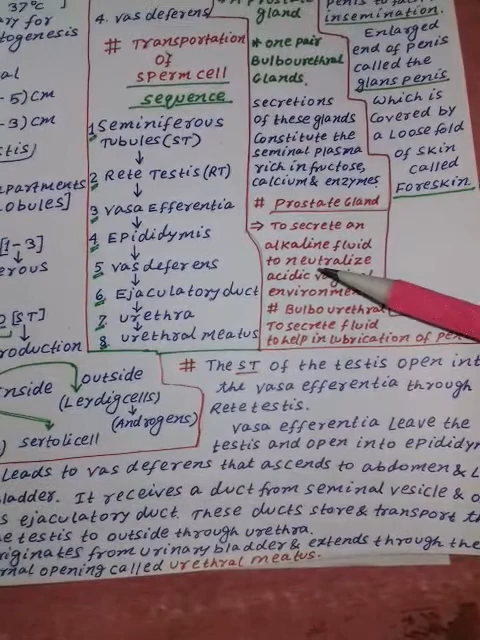 37°C ]
ary for
togenesis
al
- 5) cm
- 3) cm
stis)
partments
obules]
[1-3]
erous
[ST]
roduction
4. vas deferens
# Transportation
of
sperm cell
sequence
1 Seminiferous
Tubules (ST)
↓
2 Rete Testis (RT)
↓
3 vasa Efferentia
↓
4 Epididymis
↓
5 vas deferens
↓
6 Ejaculatory duct
↓
7 urethra
↓
8 urethral meatus
gland
* one pair
Bulbourethral
Glands.
secretions
of these glands
Constitute the
seminal plasma
rich in fructose,
calcium & enzymes.
# Prostate Gland
⇒ To secrete an
alkaline fluid
to neutralize
acidic
environmen
# Bulbourethral
To secrete fluid
to help in lubrication of
insemination.
Enlarged
end of Penis
called the
glans penis
which is
Covered by
a Loose fold
of skin
called
Foreskin
nside outside
(Leydig cells)
↓
(Androgens)
) sertoli cell
# The ST of the testis open int
the vasa efferentia through
Rete testis.
vasa efferentia Leave the
testis and open into epididy
Leads to vas deferens that ascends to abdomen & L
ladder. It receives a duct from seminal vesicle & o
s ejaculatory duct. These ducts store & transport th
e testis to outside through urethra.
riginates from urinary bladder & extends through the
rnal opening called urethral meatus.